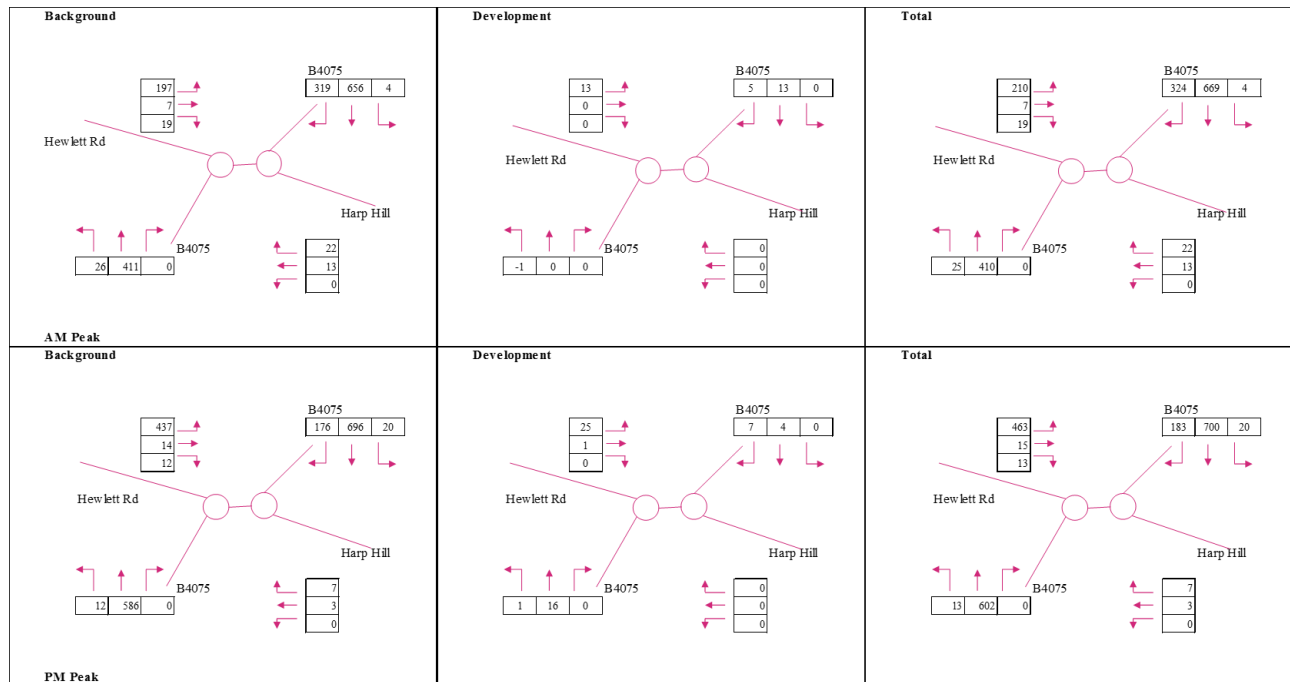 Background
Development
Total
B4075
B4075
B4075
197
319 656 4
13
5 13 0
210
324 669 4
7
0
7
19
0
19
Hewlett Rd
Hewlett Rd
Hewlett Rd
Harp Hill
Harp Hill
Harp Hill
B4075
22
B4075
0
B4075
22
26 411 0
13
-1 0 0
0
25 410 0
13
0
0
0
AM Peak
Background
Development
Total
B4075
B4075
B4075
437
176 696 20
25
7 4 0
463
183 700 20
14
1
15
12
0
13
Hewlett Rd
Hewlett Rd
Hewlett Rd
Harp Hill
Harp Hill
Harp Hill
B4075
7
B4075
0
B4075
7
12 586 0
3
1 16 0
0
13 602 0
3
0
0
0
PM Peak